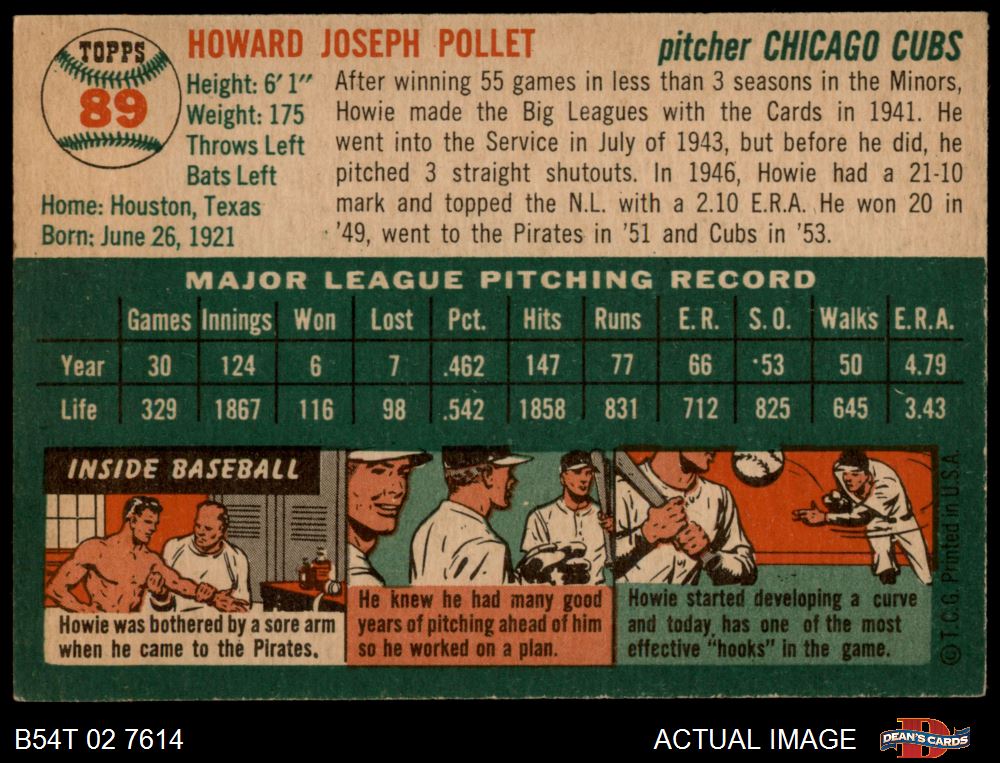 TOPPS
89
HOWARD JOSEPH POLLET
pitcher CHICAGO CUBS
Height: 6' 1"
Weight: 175
Throws Left
Bats Left
Home: Houston, Texas
Born: June 26, 1921
After winning 55 games in less than 3 seasons in the Minors,
Howie made the Big Leagues with the Cards in 1941. He
went into the Service in July of 1943, but before he did, he
pitched 3 straight shutouts. In 1946, Howie had a 21-10
mark and topped the N.L. with a 2.10 E.R.A. He won 20 in
'49, went to the Pirates in '51 and Cubs in '53.
MAJOR LEAGUE PITCHING RECORD
Games Innings Won Lost Pct. Hits Runs E.R. S.O. Walks E.R.A.
Year 30 124 6 7 .462 147 77 66 53 50 4.79
Life 329 1867 116 98 .542 1858 831 712 825 645 3.43
INSIDE BASEBALL
Howie was bothered by a sore arm
when he came to the Pirates.
He knew he had many good
years of pitching ahead of him
so he worked on a plan.
Howie started developing a curve
and today has one of the most
effective "hooks" in the game.
© T.C.G. Printed in U.S.A.
B54T 02 7614
ACTUAL IMAGE
DEAN'S CARDS